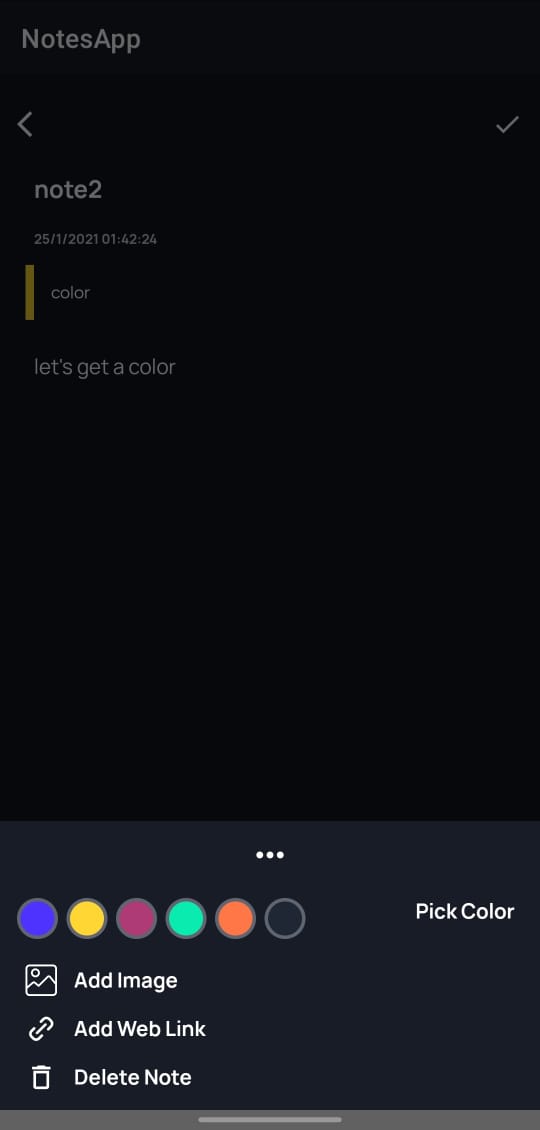 NotesApp
note2
25/1/2021 01:42:24
color
let's get a color
Pick Color
Add Image
Add Web Link
Delete Note